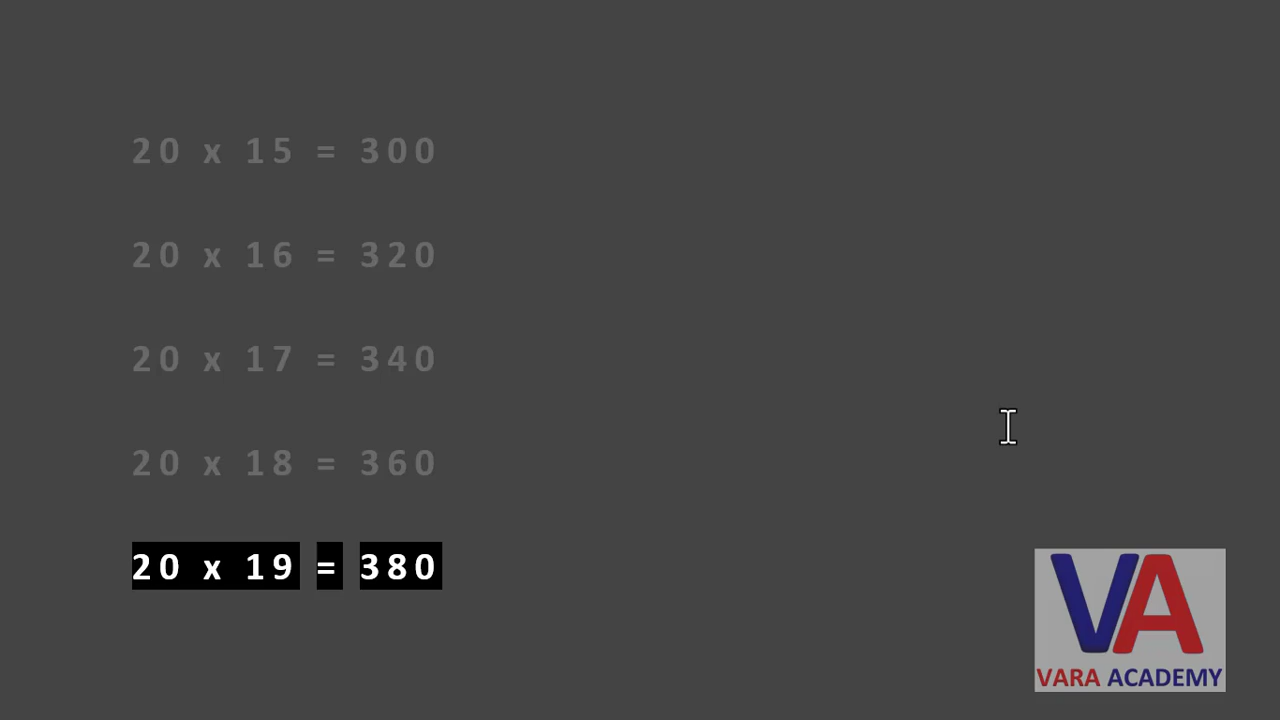 20 x 15 = 300
20 x 16 = 320
20 x 17 = 340
20 x 18 = 360
20 x 19 = 380
VA
VARA ACADEMY